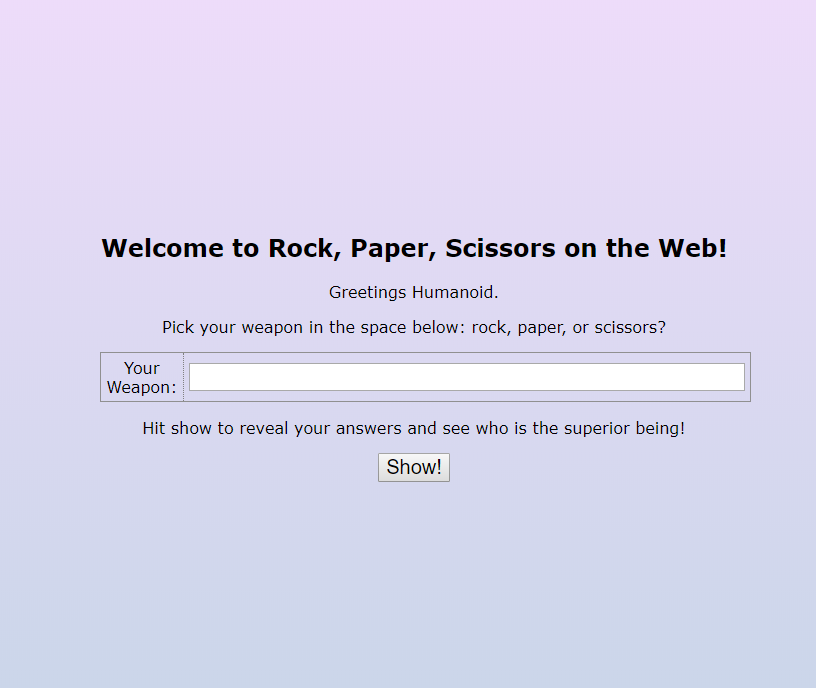 Welcome to Rock, Paper, Scissors on the Web!
Greetings Humanoid.
Pick your weapon in the space below: rock, paper, or scissors?
Your
Weapon:
Hit show to reveal your answers and see who is the superior being!
Show!